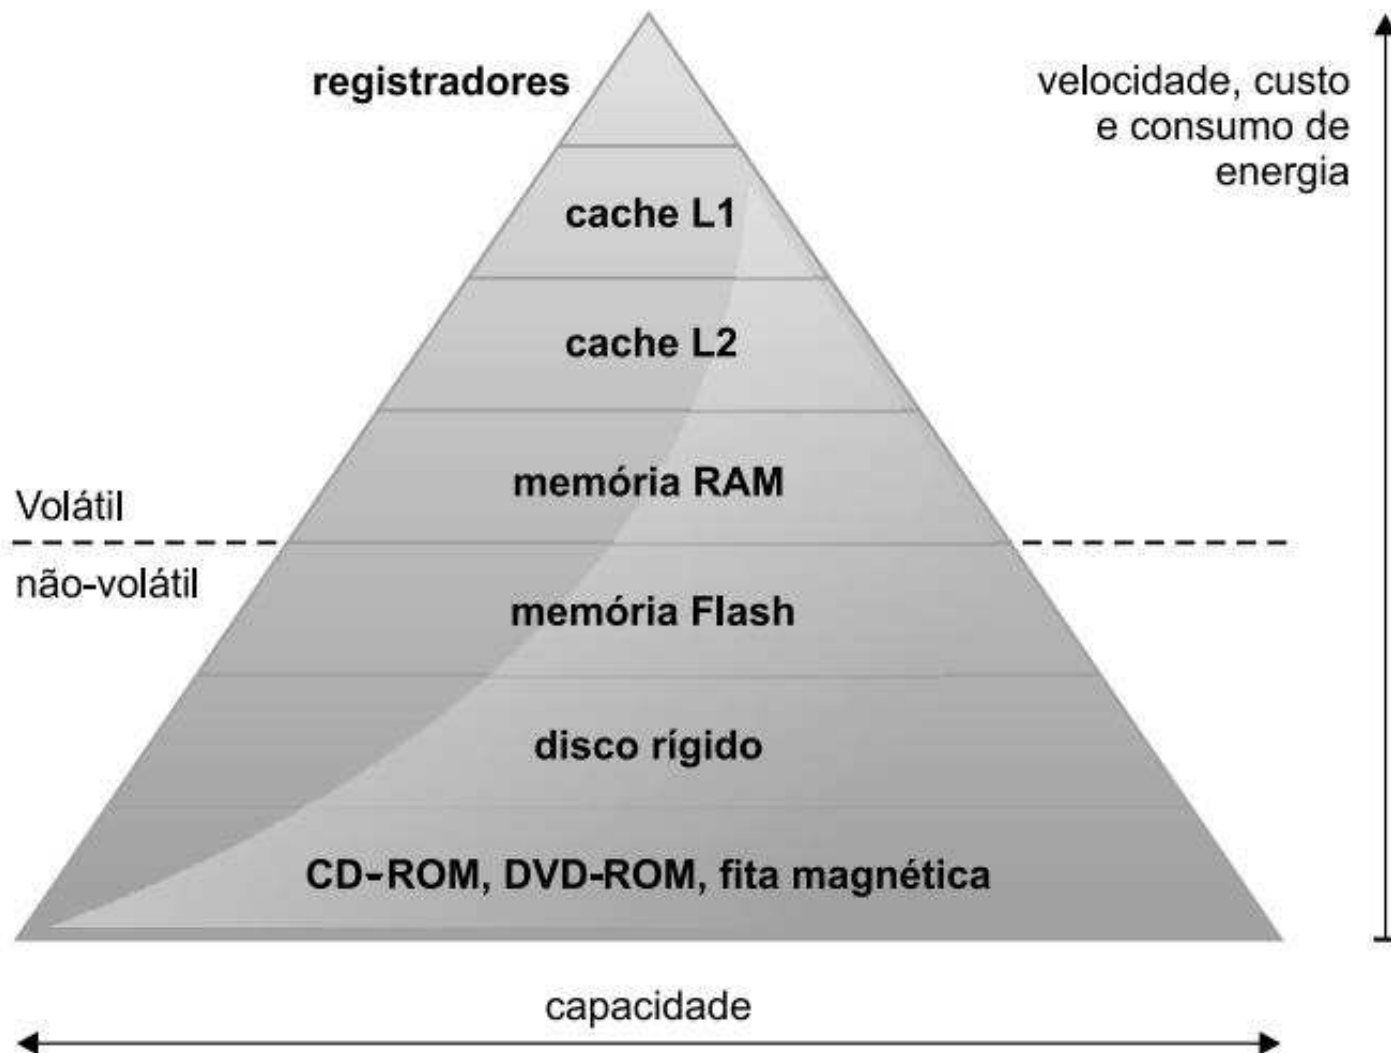 registradores
velocidade, custo
e consumo de
energia
cache L1
cache L2
memória RAM
Volátil
não-volátil
memória Flash
disco rígido
CD-ROM, DVD-ROM, fita magnética
capacidade